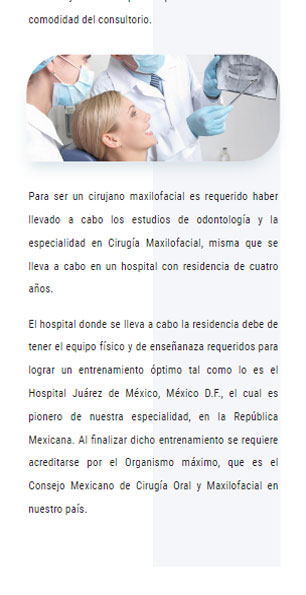 comodidad del consultorio.
Para ser un cirujano maxilofacial es requerido haber
llevado a cabo los estudios de odontología y la
especialidad en Cirugía Maxilofacial, misma que se
lleva a cabo en un hospital con residencia de cuatro
años.
El hospital donde se lleva a cabo la residencia debe de
tener el equipo físico y de enseñanaza requeridos para
lograr un entrenamiento óptimo tal como lo es el
Hospital Juárez de México, México D.F., el cual es
pionero de nuestra especialidad, en la República
Mexicana. Al finalizar dicho entrenamiento se requiere
acreditarse por el Organismo máximo, que es el
Consejo Mexicano de Cirugía Oral y Maxilofacial en
nuestro país.